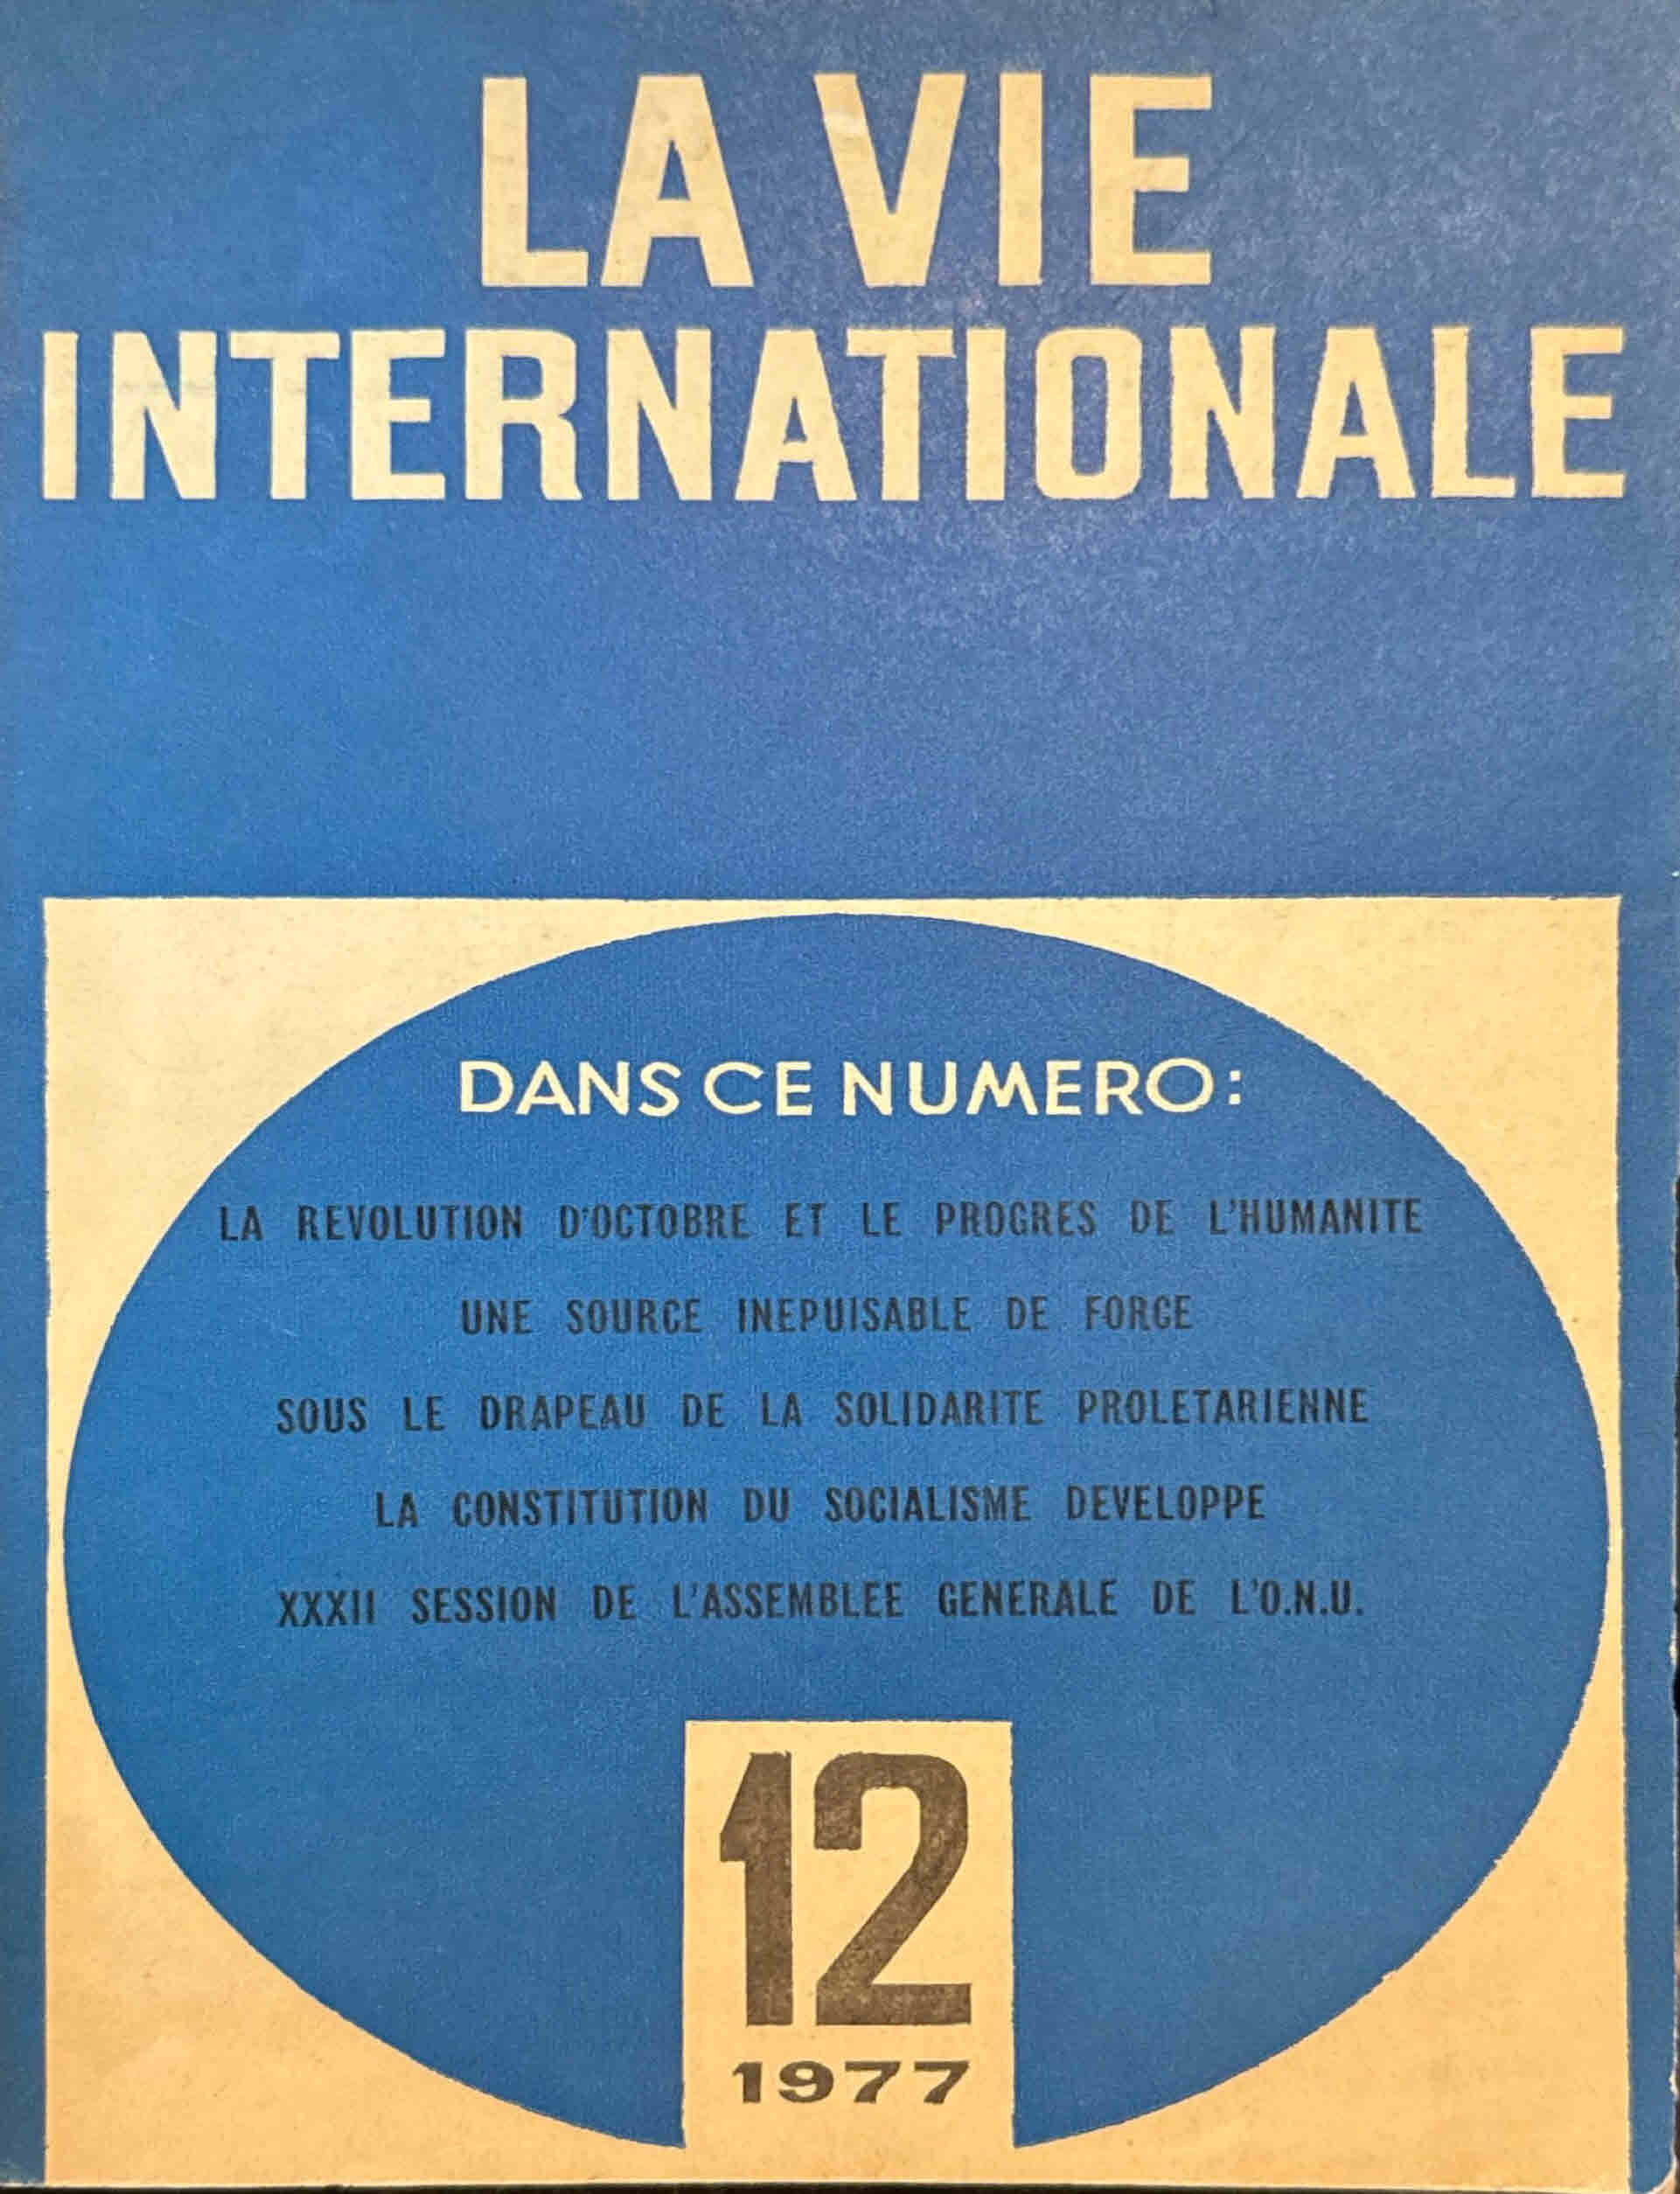 LA VIE
INTERNATIONALE
DANS CE NUMERO:
LA REVOLUTION D'OCTOBRE ET LE PROGRES DE L'HUMANITE
UNE SOURCE INEPUISABLE DE FORCE
SOUS LE DRAPEAU DE LA SOLIDARITE PROLETARIENNE
LA CONSTITUTION DU SOCIALISME DEVELOPPE
XXXII SESSION DE L'ASSEMBLEE GENERALE DE L'O.N.U.
12
1977